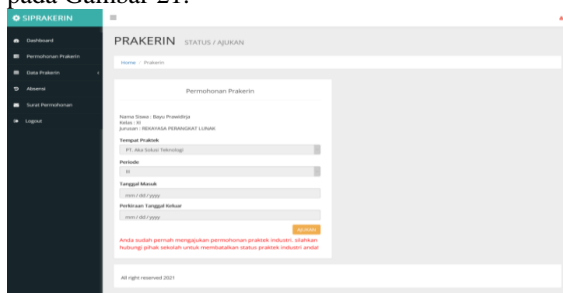 pada Gambar 21.
SIPRAKERIN
Dashboard
Permohonan Prakerin
Data Prakerin
Absensi
Surat Permohonan
Logout
PRAKERIN STATUS / AJUKAN
Home / Prakerin
Permohonan Prakerin
Nama Siswa : Bayu Prawidirja
Kelas : III
Jurusan : REKAYASA PERANGKAT LUNAK
Tempat Praktek
PT. Aka Solusi Teknologi
Periode
III
Tanggal Masuk
mm / dd / yyyy
Perkiraan Tanggal Keluar
mm / dd / yyyy
Anda sudah pernah mengajukan permohonan praktek industri. silahkan
hubungi pihak sekolah untuk membatalkan status praktek industri anda!
All right reserved 2021